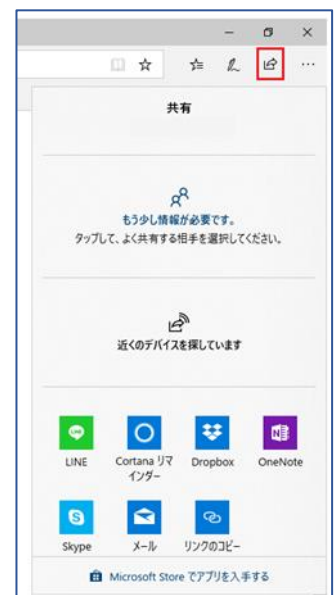 共有
もう少し情報が必要です。
タップして、よく共有する相手を選択してください。
近くのデバイスを探しています
LINE
Cortana リマ
インダー
Dropbox
OneNote
Skype
メール
リンクのコピー
Microsoft Store でアプリを入手する